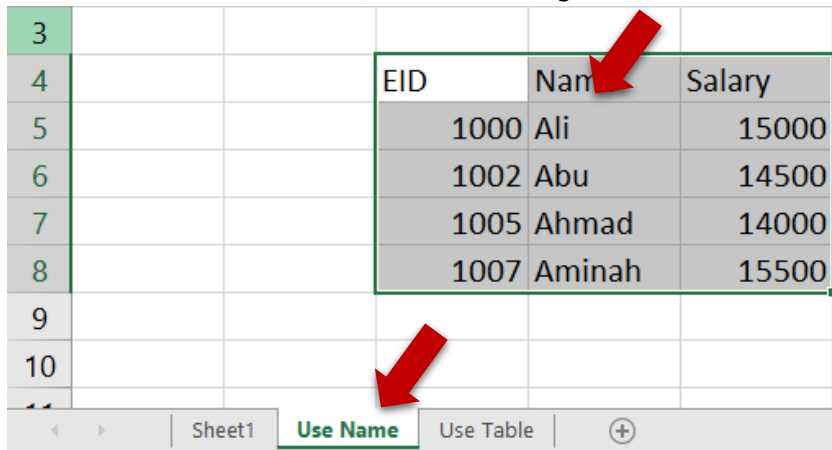 3
4 EID Salary
5 1000 Ali 15000
6 1002 Abu 14500
7 1005 Ahmad 14000
8 1007 Aminah 15500
9
10
Sheet1 Use Name Use Table